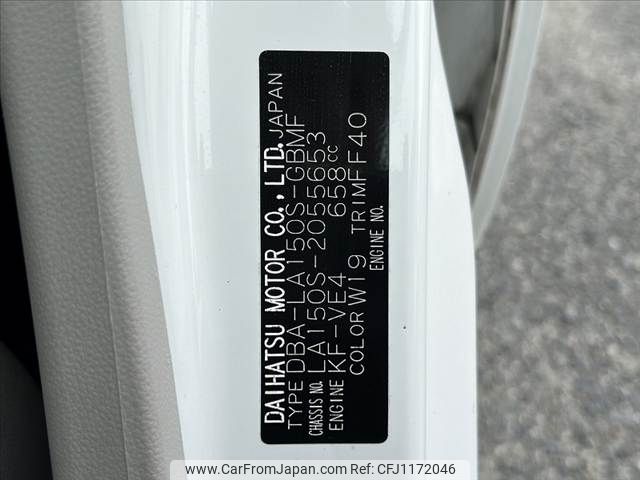 DAIHATSU MOTOR CO., LTD. JAPAN
TYPE DBA-LA150S-GBMF
CHASSIS NO. LA150S-2055653
ENGINE KF-VE4 658CC
COLOR W19 TRIM FF40
ENGINE NO.
www.CarFromJapan.com - CFJ1172046